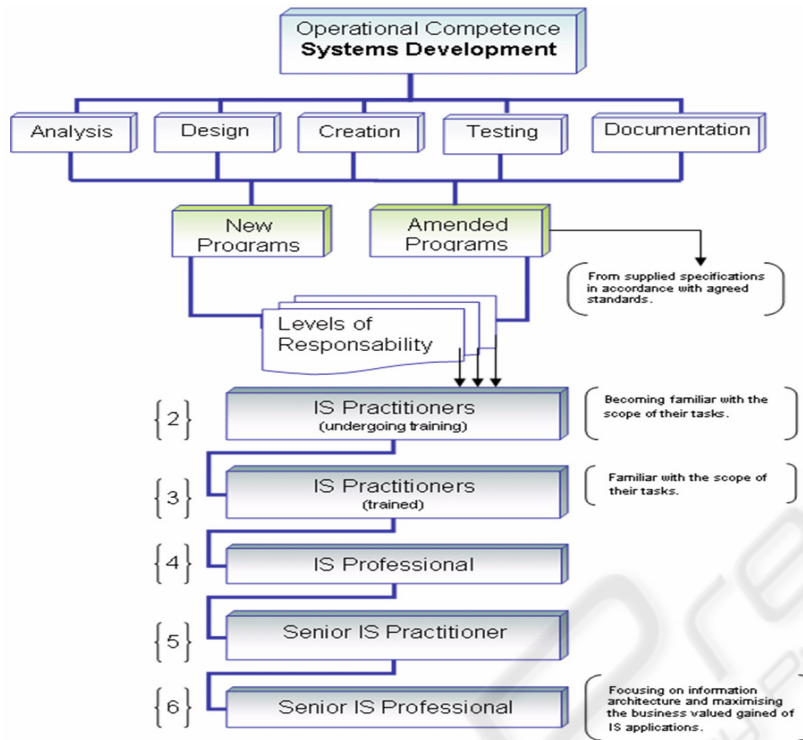 Operational Competence
Systems Development
Analysis
Design
Creation
Testing
Documentation
New
Programs
Amended
Programs
From supplied specifications
in accordance with agreed
standards.
Levels of
Responsability
{2}
IS Practitioners
(undergoing training)
Becoming familiar with the
scope of their tasks.
{3}
IS Practitioners
(trained)
Familiar with the scope of
their tasks.
{4}
IS Professional
{5}
Senior IS Practitioner
{6}
Senior IS Professional
Focusing on information
architecture and maximising
the business valued gained of
IS applications.